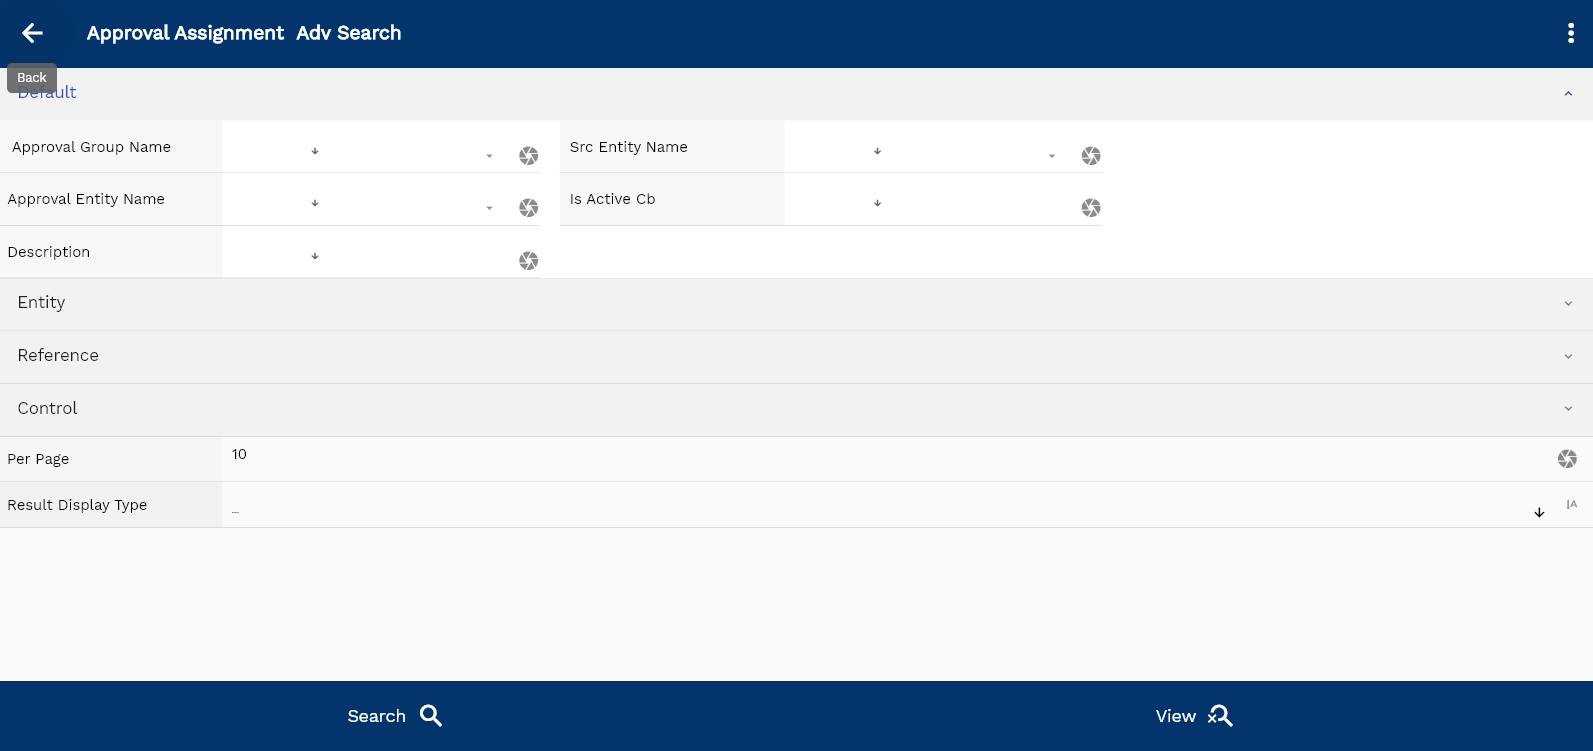 Approval Assignment Adv Search
Back
Default
Approval Group Name
Src Entity Name
Approval Entity Name
Is Active Cb
Description
Entity
Reference
Control
Per Page
10
Result Display Type
_
Search
View